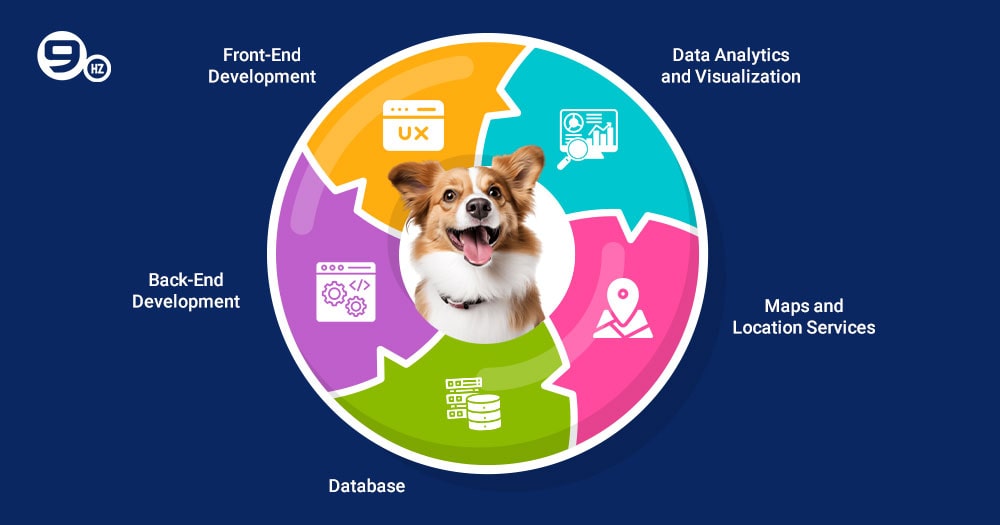 9
HZ
Front-End
Development
Data Analytics
and Visualization
UX
Back-End
Development
</>
Maps and
Location Services
Database